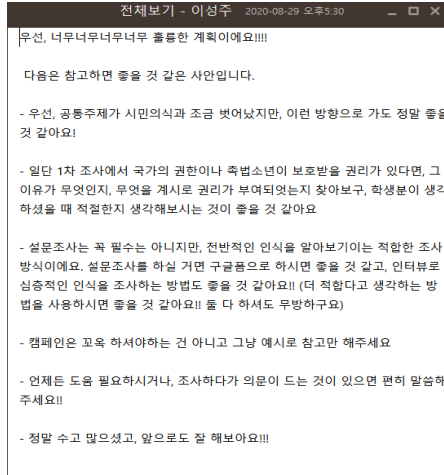 전체보기 - 이성주 2020-08-29 오후5:30
우선, 너무너무너무너무 훌륭한 계획이에요!!!!
다음은 참고하면 좋을 것 같은 사안입니다.
- 우선, 공통주제가 시민의식과 조금 벗어났지만, 이런 방향으로 가도 정말 좋을
것 같아요!
- 일단 1차 조사에서 국가의 권한이나 촉법소년이 보호받을 권리가 있다면, 그
이유가 무엇인지, 무엇을 계시로 권리가 부여되엇는지 찾아보구, 학생분이 생각
하셨을 때 적절한지 생각해보시는 것이 좋을 것 같아요
- 설문조사는 꼭 필수는 아니지만, 전반적인 인식을 알아보기이는 적합한 조사
방식이에요. 설문조사를 하실 거면 구글폼으로 하시면 좋을 것 같고, 인터뷰로
심층적인 인식을 조사하는 방법도 좋을 것 같아요!! (더 적합다고 생각하는 방
법을 사용하시면 좋을 것 같아요!! 둘 다 하셔도 무방하구요)
- 캠페인은 꼬옥 하셔야하는 건 아니고 그냥 예시로 참고만 해주세요
- 언제든 도움 필요하시거나, 조사하다가 의문이 드는 것이 있으면 편히 말씀해
주세요!!
- 정말 수고 많으셨고, 앞으로도 잘 해보아요!!!